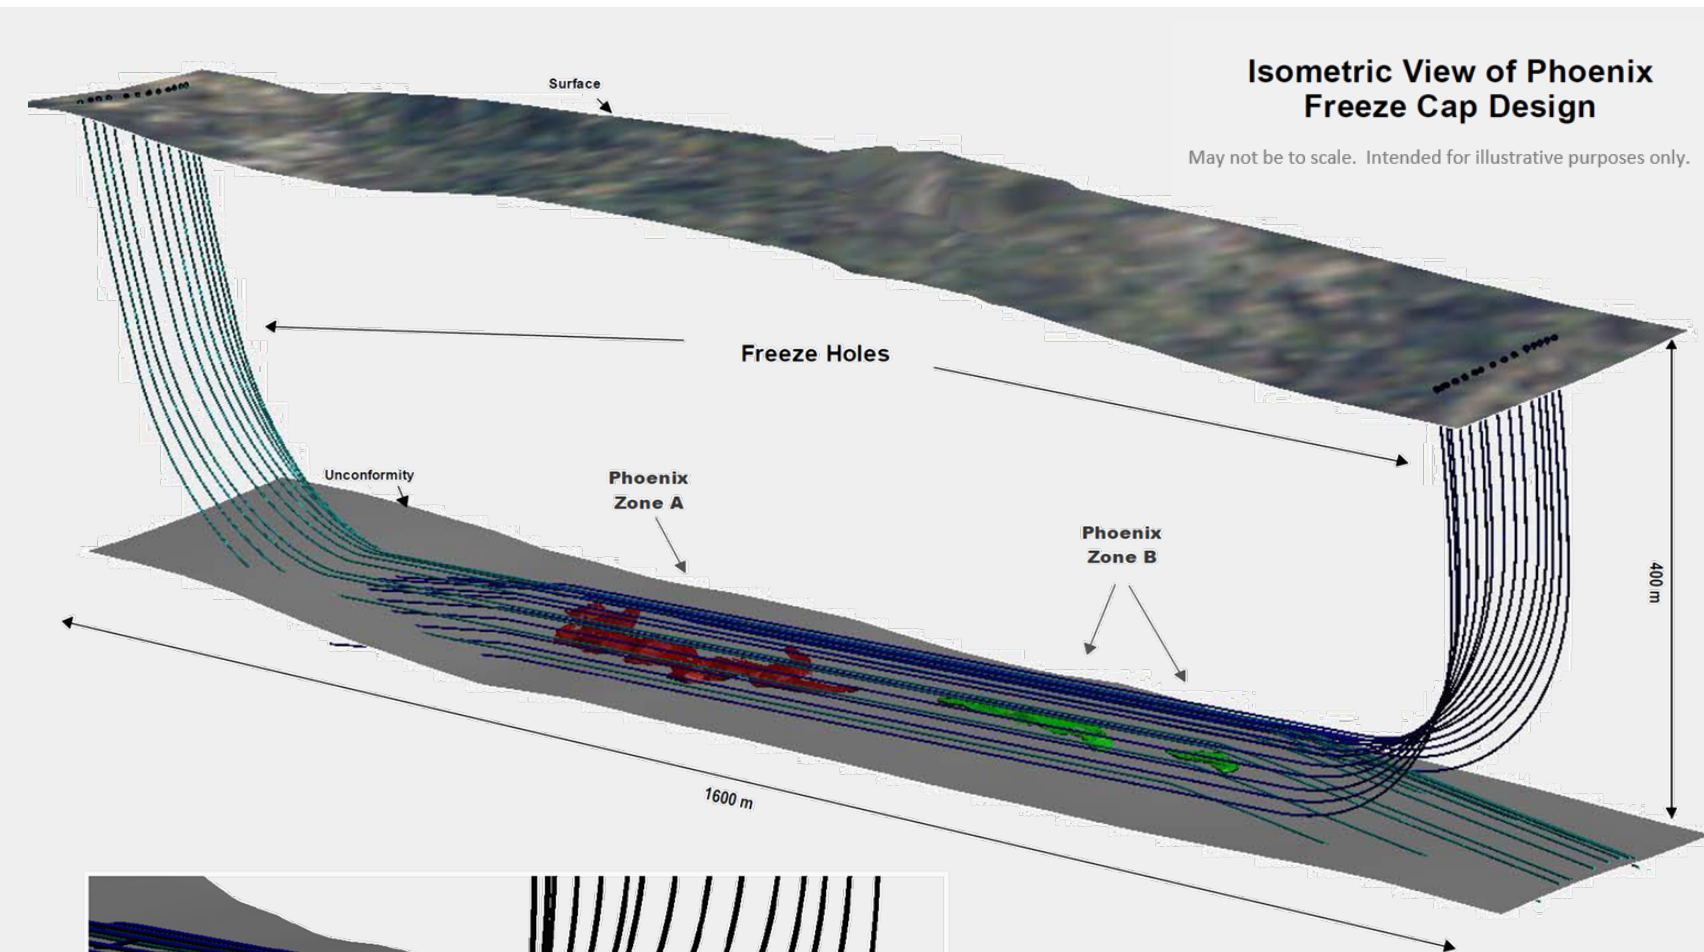 Isometric View of Phoenix
Freeze Cap Design
May not be to scale. Intended for illustrative purposes only.
Surface
Freeze Holes
Unconformity
Phoenix
Zone A
Phoenix
Zone B
400 m
1600 m